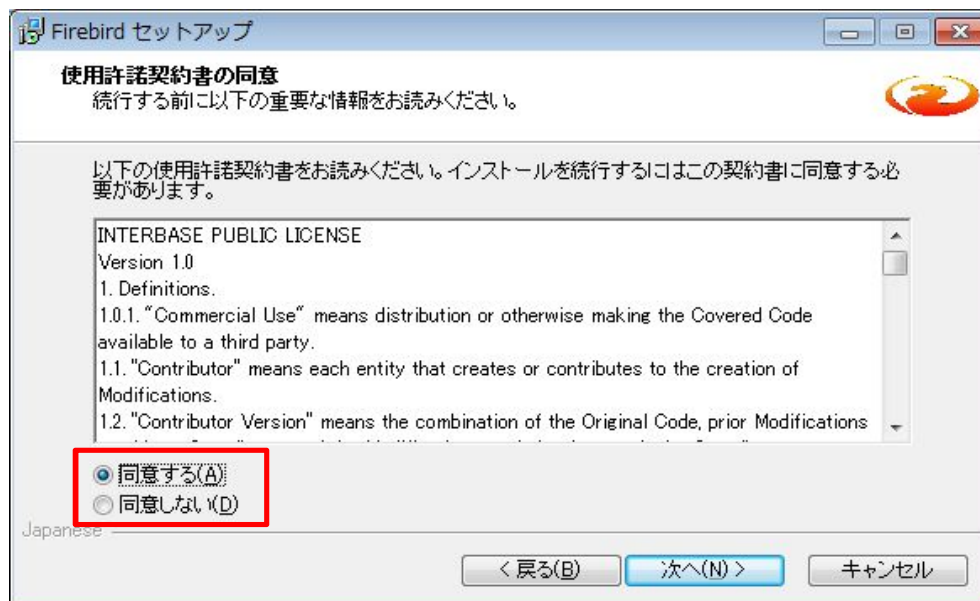 Firebird セットアップ
使用許諾契約書の同意
続行する前に以下の重要な情報をお読みください。
以下の使用許諾契約書をお読みください。インストールを続行するにはこの契約書に同意する必
要があります。
INTERBASE PUBLIC LICENSE
Version 1.0
1. Definitions.
1.0.1. "Commercial Use" means distribution or otherwise making the Covered Code
available to a third party.
1.1. "Contributor" means each entity that creates or contributes to the creation of
Modifications.
1.2. "Contributor Version" means the combination of the Original Code, prior Modifications
同意する(A)
同意しない(D)
Japanese
< 戻る(B)
次へ(N) >
キャンセル